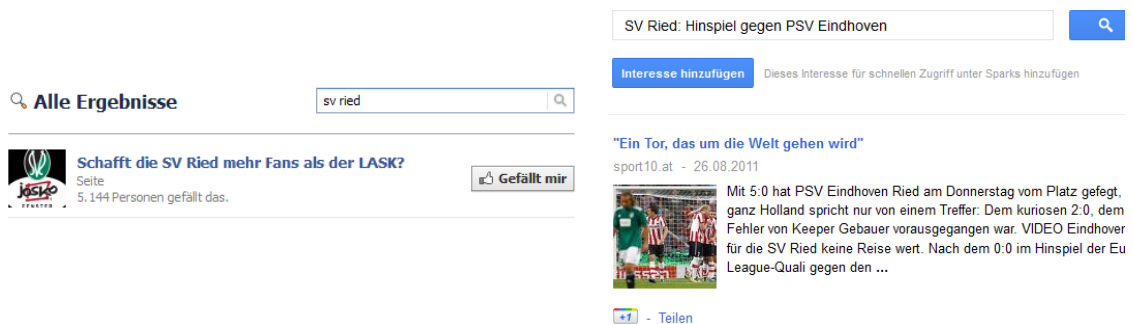 Alle Ergebnisse
sv ried
josko
FENSTER
Schafft die SV Ried mehr Fans als der LASK?
Seite
5.144 Personen gefällt das.
Gefällt mir
SV Ried: Hinspiel gegen PSV Eindhoven
Interesse hinzufügen
Dieses Interesse für schnellen Zugriff unter Sparks hinzufügen
"Ein Tor, das um die Welt gehen wird"
sport10.at - 26.08.2011
Mit 5:0 hat PSV Eindhoven Ried am Donnerstag vom Platz gefegt,
ganz Holland spricht nur von einem Treffer: Dem kuriosen 2:0, dem
Fehler von Keeper Gebauer vorausgegangen war. VIDEO Eindhoven
für die SV Ried keine Reise wert. Nach dem 0:0 im Hinspiel der Eu
League-Quali gegen den ...
+1 - Teilen